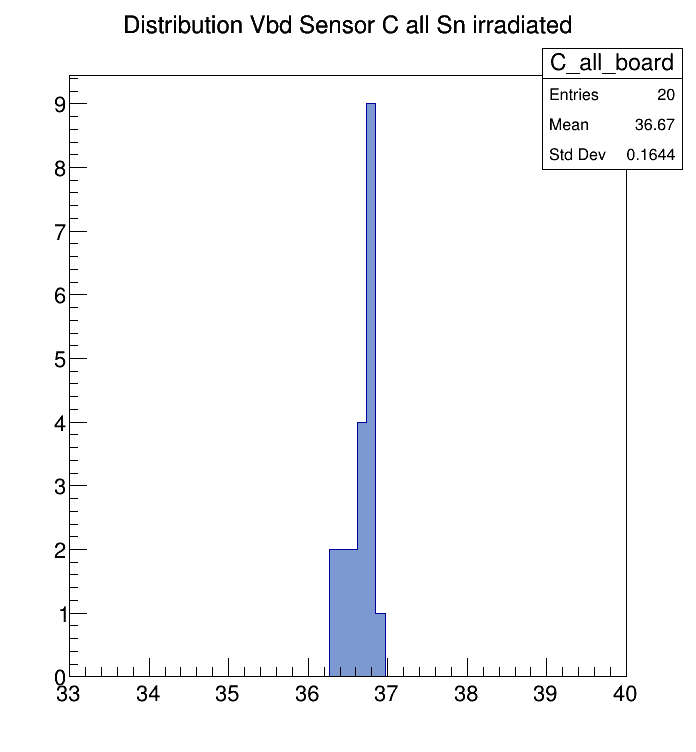 Distribution Vbd Sensor C all Sn irradiated
C_all_board
Entries 20
Mean 36.67
Std Dev 0.1644
9
8
7
6
5
4
3
2
1
0
33 34 35 36 37 38 39 40